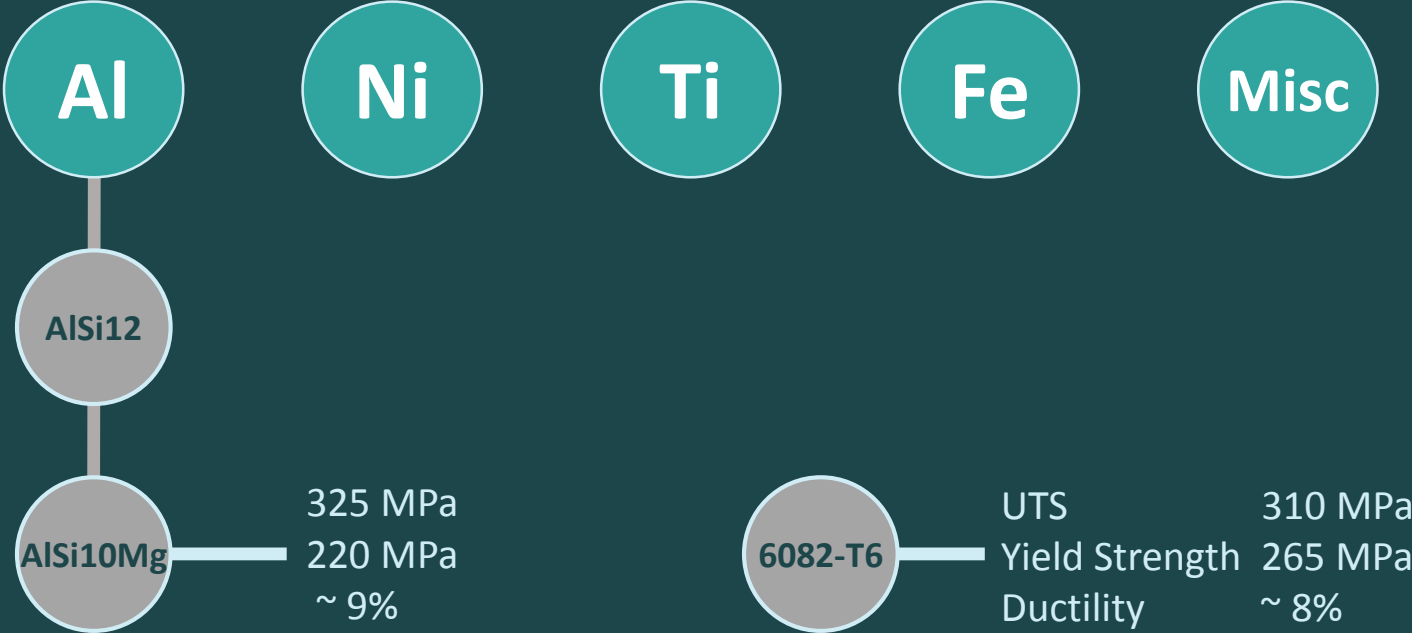 Al
Ni
Ti
Fe
Misc
AlSi12
AlSi10Mg
325 MPa
220 MPa
~ 9%
6082-T6
UTS 310 MPa
Yield Strength 265 MPa
Ductility ~ 8%